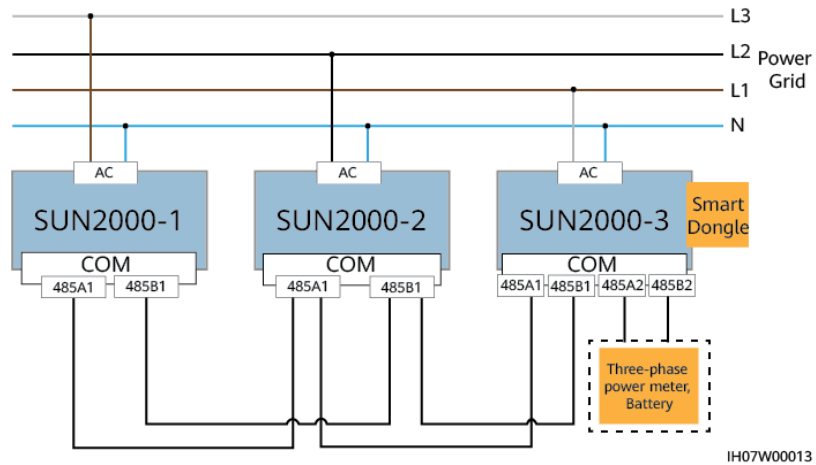 L3
L2
Power
Grid
L1
N
AC
AC
AC
SUN2000-1
SUN2000-2
SUN2000-3
Smart
Dongle
COM
COM
COM
485A1
485B1
485A1
485B1
485A1
485B1
485A2
485B2
Three-phase
power meter,
Battery
IH07W00013